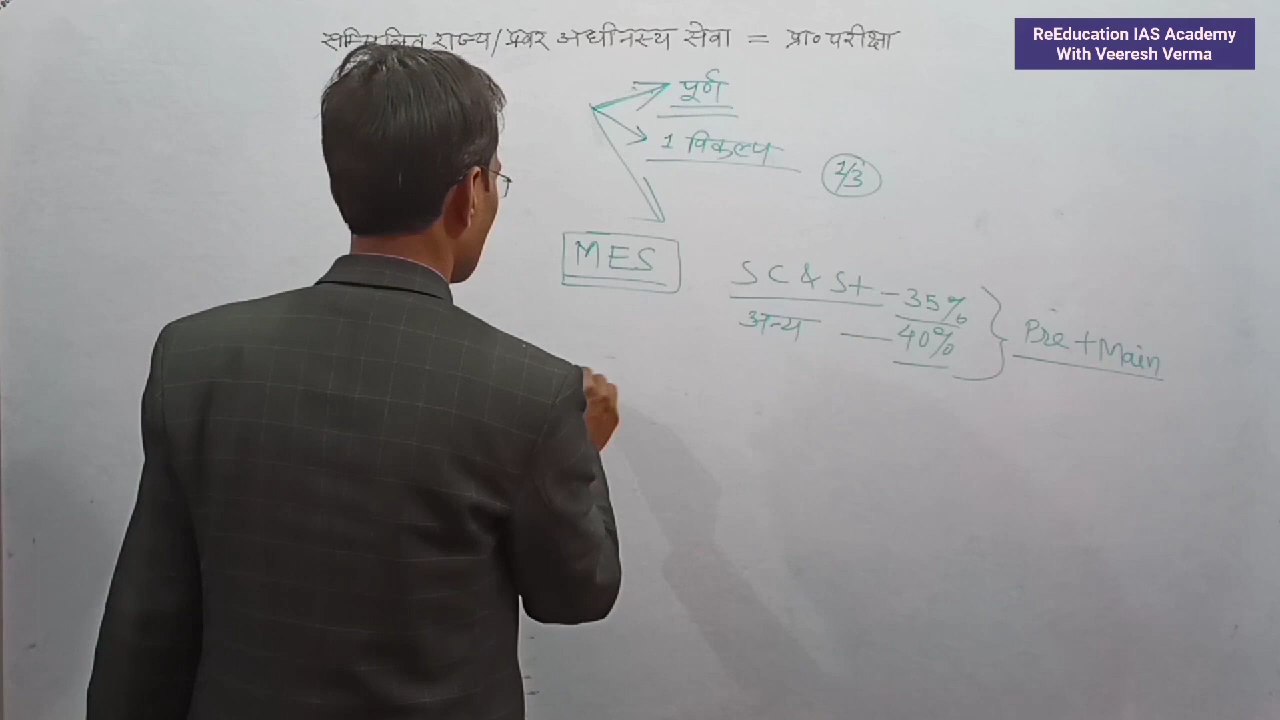 सम्मिलित राज्य/प्रवर अधीनस्थ सेवा = प्रा॰ परीक्षा
ReEducation IAS Academy
With Veeresh Verma
पूर्ण
1 विकल्प
1/3
MES
SC & St - 35%
अन्य — 40%
Pre + Main